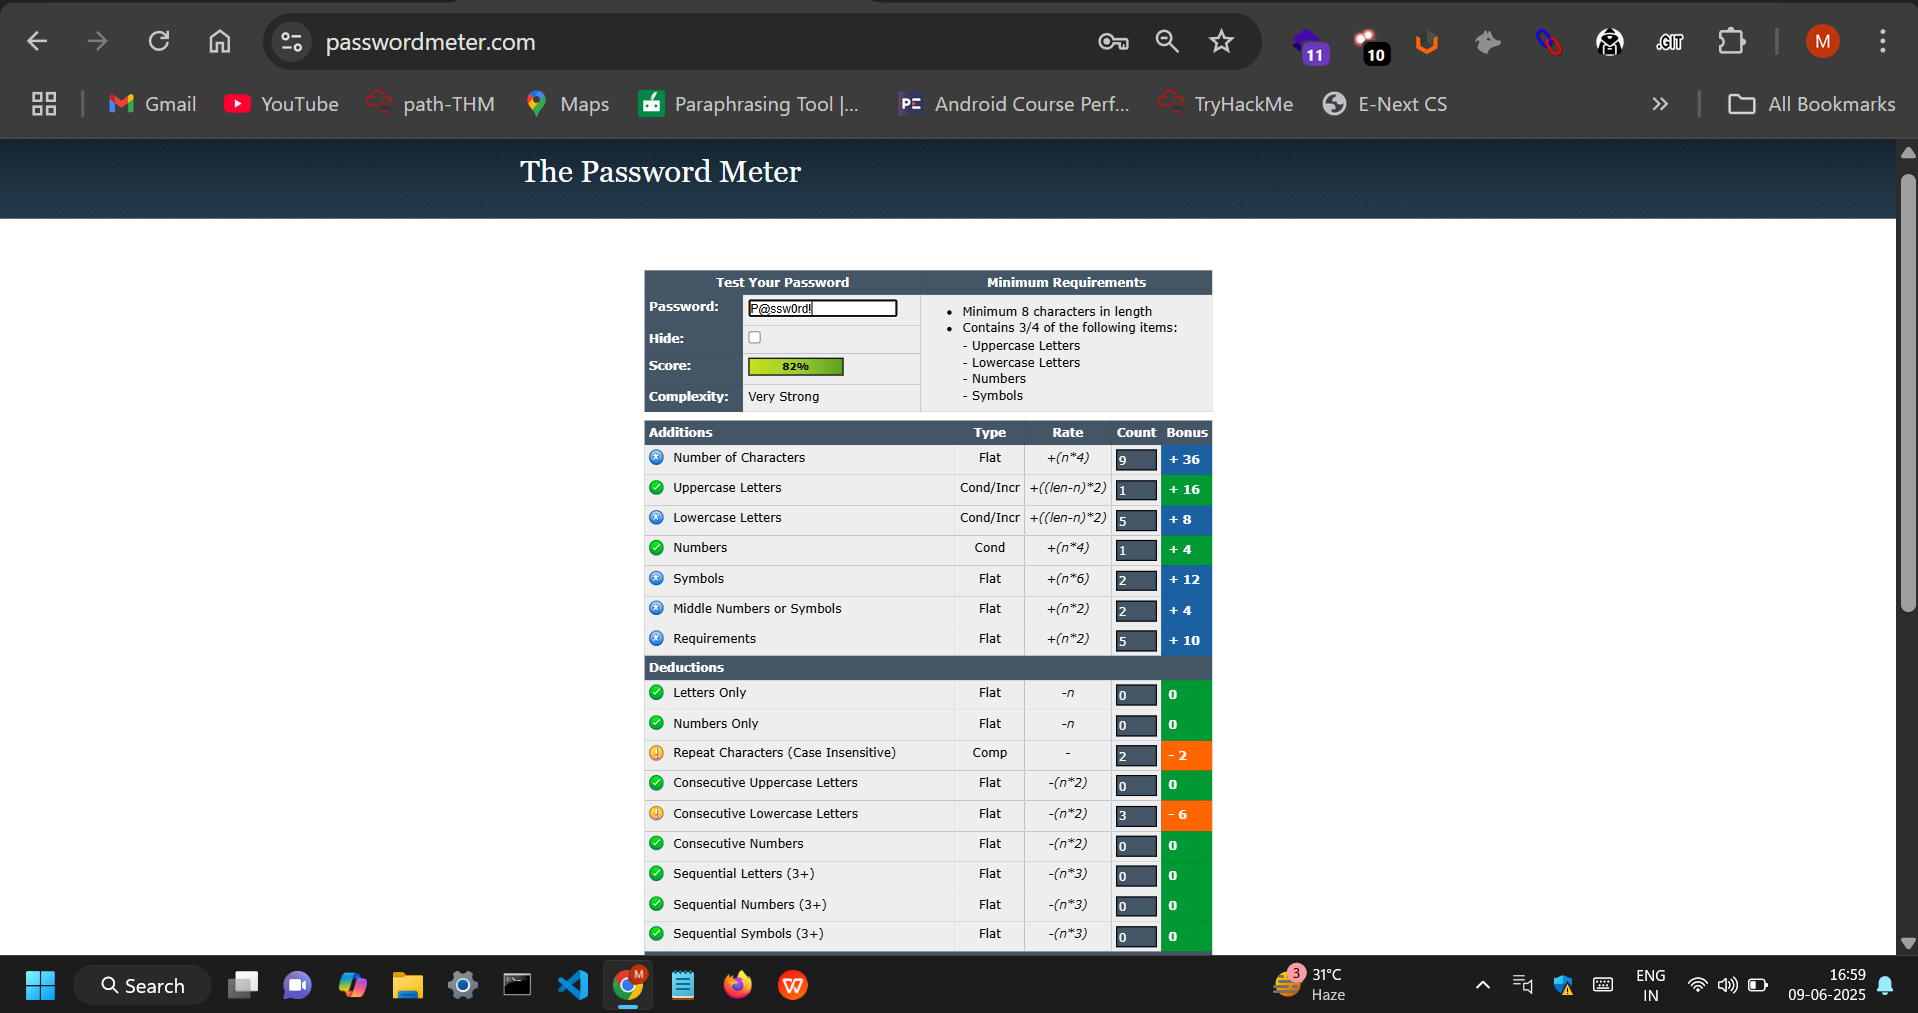 passwordmeter.com
11
10
.GIT
M
Gmail
YouTube
path-THM
Maps
Paraphrasing Tool |...
PE
Android Course Perf...
TryHackMe
E-Next CS
»
All Bookmarks
The Password Meter
Test Your Password
Minimum Requirements
Password:
P@ssw0rd!
Hide:
Score:
82%
Complexity:
Very Strong
• Minimum 8 characters in length
• Contains 3/4 of the following items:
- Uppercase Letters
- Lowercase Letters
- Numbers
- Symbols
Additions Type Rate Count Bonus
Number of Characters Flat +(n*4) 9 + 36
Uppercase Letters Cond/Incr +((len-n)*2) 1 + 16
Lowercase Letters Cond/Incr +((len-n)*2) 5 + 8
Numbers Cond +(n*4) 1 + 4
Symbols Flat +(n*6) 2 + 12
Middle Numbers or Symbols Flat +(n*2) 2 + 4
Requirements Flat +(n*2) 5 + 10
Deductions
Letters Only Flat -n 0 0
Numbers Only Flat -n 0 0
Repeat Characters (Case Insensitive) Comp - 2 - 2
Consecutive Uppercase Letters Flat -(n*2) 0 0
Consecutive Lowercase Letters Flat -(n*2) 3 - 6
Consecutive Numbers Flat -(n*2) 0 0
Sequential Letters (3+) Flat -(n*3) 0 0
Sequential Numbers (3+) Flat -(n*3) 0 0
Sequential Symbols (3+) Flat -(n*3) 0 0
Search
M
W
3
31°C
Haze
ENG
IN
16:59
09-06-2025